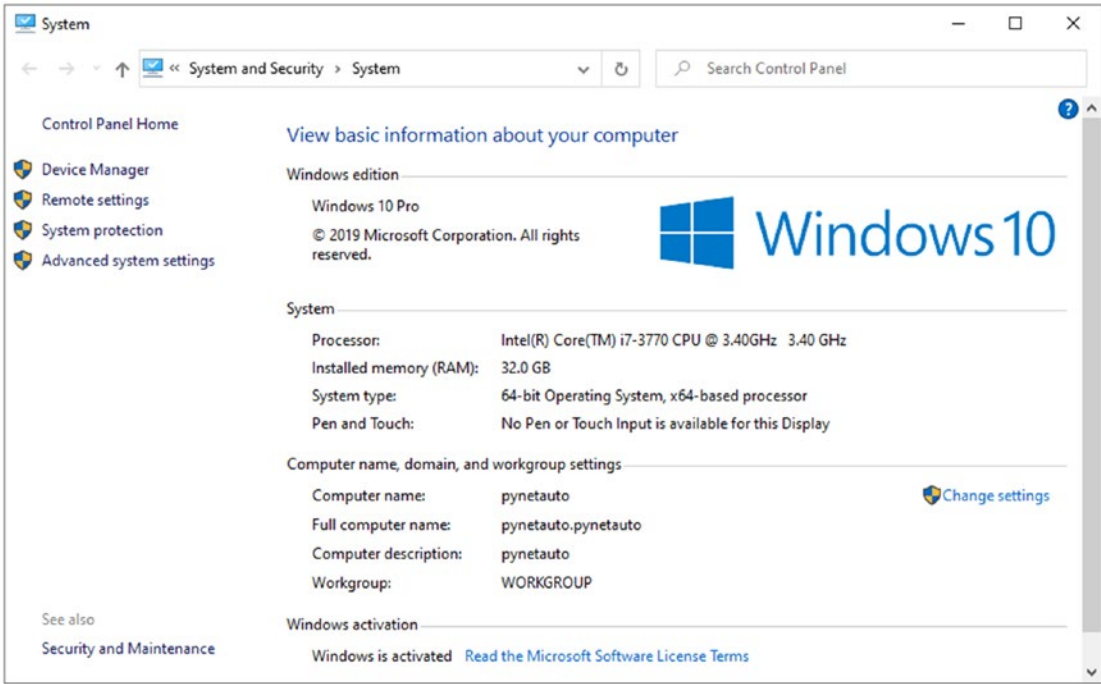 System
« System and Security › System
Search Control Panel
Control Panel Home
Device Manager
Remote settings
System protection
Advanced system settings
See also
Security and Maintenance
?
View basic information about your computer
Windows edition
Windows 10 Pro
© 2019 Microsoft Corporation. All rights
reserved.
Windows 10
System
Processor: Intel(R) Core(TM) i7-3770 CPU @ 3.40GHz 3.40 GHz
Installed memory (RAM): 32.0 GB
System type: 64-bit Operating System, x64-based processor
Pen and Touch: No Pen or Touch Input is available for this Display
Computer name, domain, and workgroup settings
Computer name: pynetauto
Change settings
Full computer name: pynetauto.pynetauto
Computer description: pynetauto
Workgroup: WORKGROUP
Windows activation
Windows is activated Read the Microsoft Software License Terms